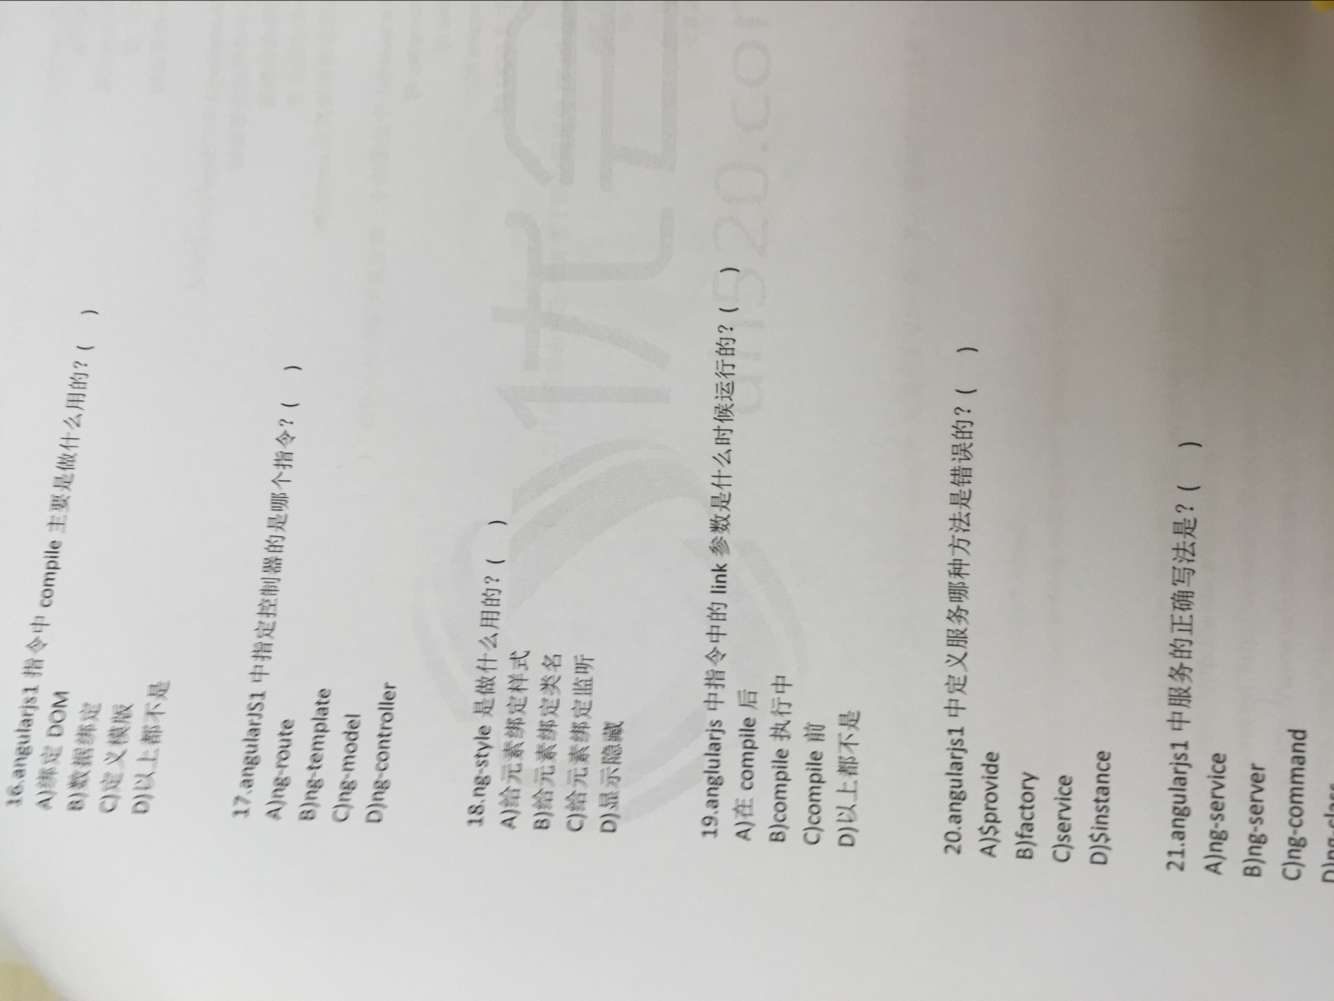 16.angularjs1 指令中 compile 主要是做什么用的？(    )
A)绑定 DOM
B)数据绑定
C)定义模版
D)以上都不是
17.angularJS1 中指定控制器的是哪个指令？(    )
A)ng-route
B)ng-template
C)ng-model
D)ng-controller
18.ng-style 是做什么用的？(    )
A)给元素绑定样式
B)给元素绑定类名
C)给元素绑定监听
D)显示隐藏
19.anglularjs 中指令中的 link 参数是什么时候运行的？(    )
A)在 compile 后
B)compile 执行中
C)compile 前
D)以上都不是
20.angularjs1 中定义服务哪种方法是错误的？(    )
A)$provide
B)factory
C)service
D)$instance
21.angularjs1 中服务的正确写法是？(    )
A)ng-service
B)ng-server
C)ng-command
D)ng-class
优会
uh520.com